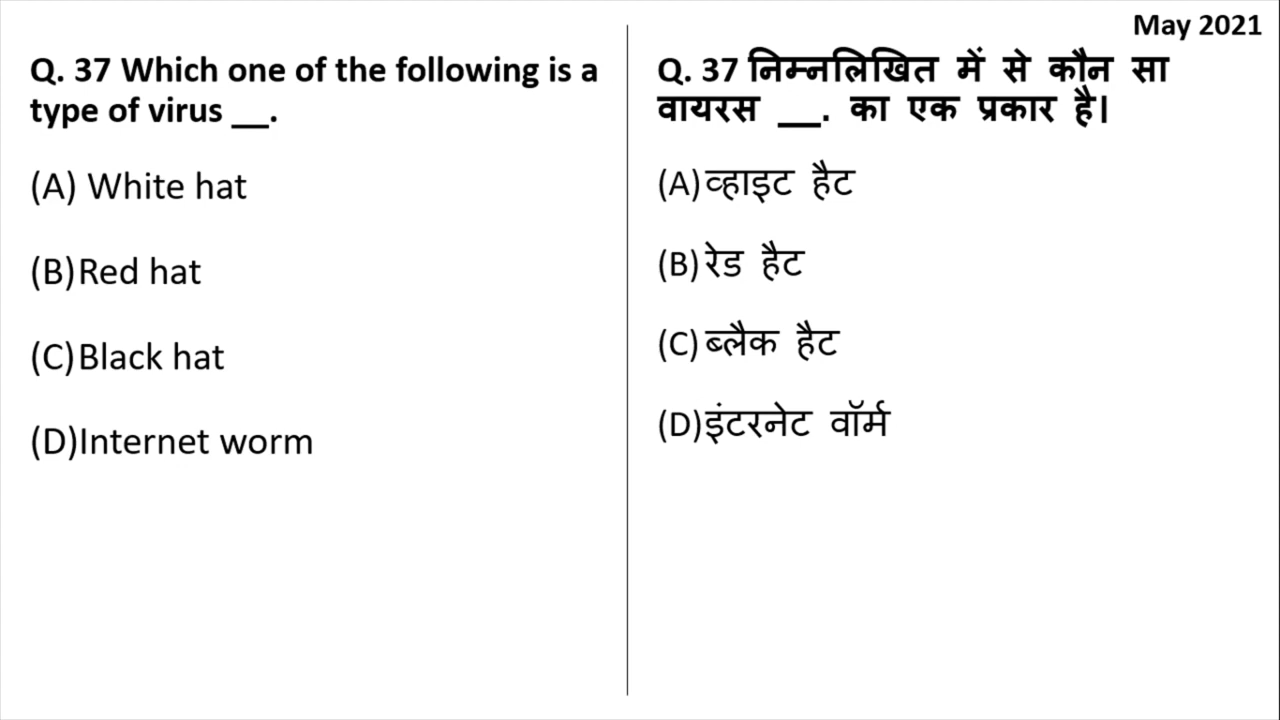 May 2021
Q. 37 Which one of the following is a
type of virus __.
(A) White hat
(B)Red hat
(C)Black hat
(D)Internet worm
Q. 37 निम्नलिखित में से कौन सा
वायरस __. का एक प्रकार है।
(A)व्हाइट हैट
(B)रेड हैट
(C)ब्लैक हैट
(D)इंटरनेट वॉर्म